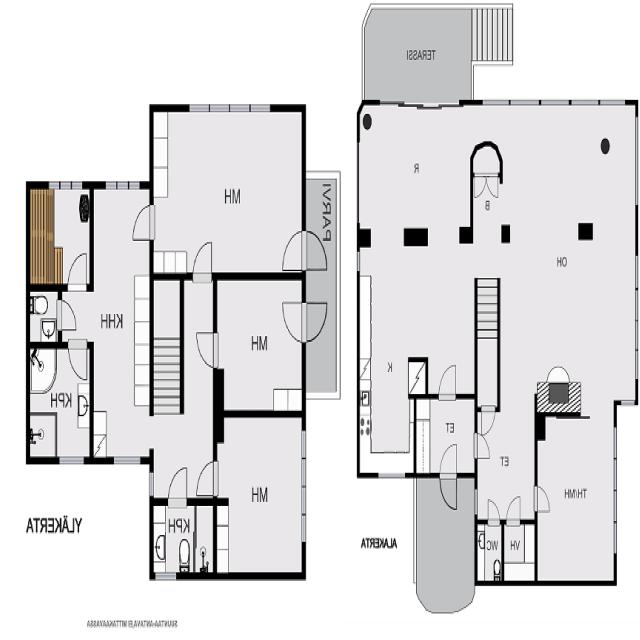 TERASSI
R
B
OH
K
ET
ET
TH/MH
WC
VH
ALAKERTA
MH
PARVI
KHH
MH
KPH
MH
KPH
YLÄKERTA
SUUNTAA-ANTAVA, EI MITTAKAAVASSA